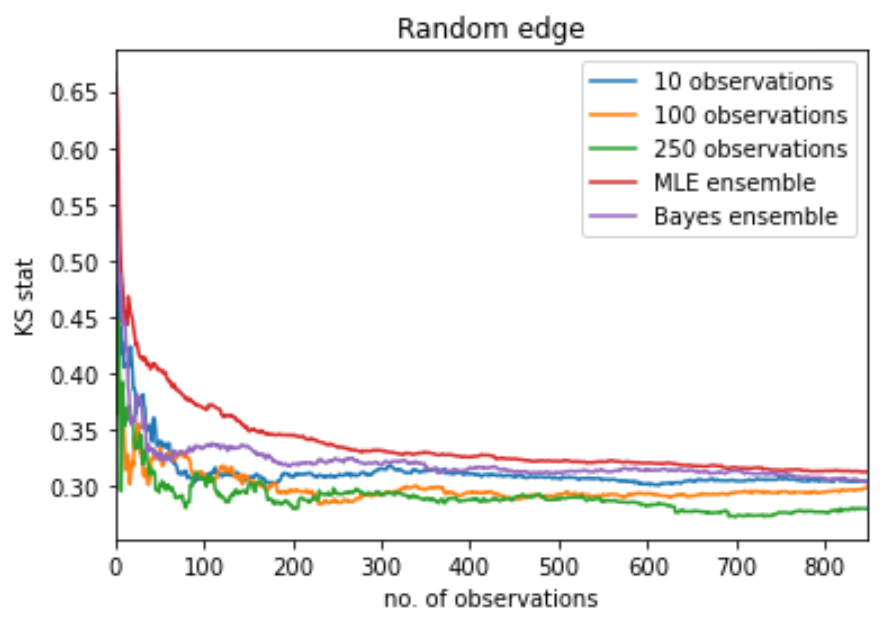 Random edge
10 observations
100 observations
250 observations
MLE ensemble
Bayes ensemble
KS stat
0.65
0.60
0.55
0.50
0.45
0.40
0.35
0.30
0 100 200 300 400 500 600 700 800
no. of observations